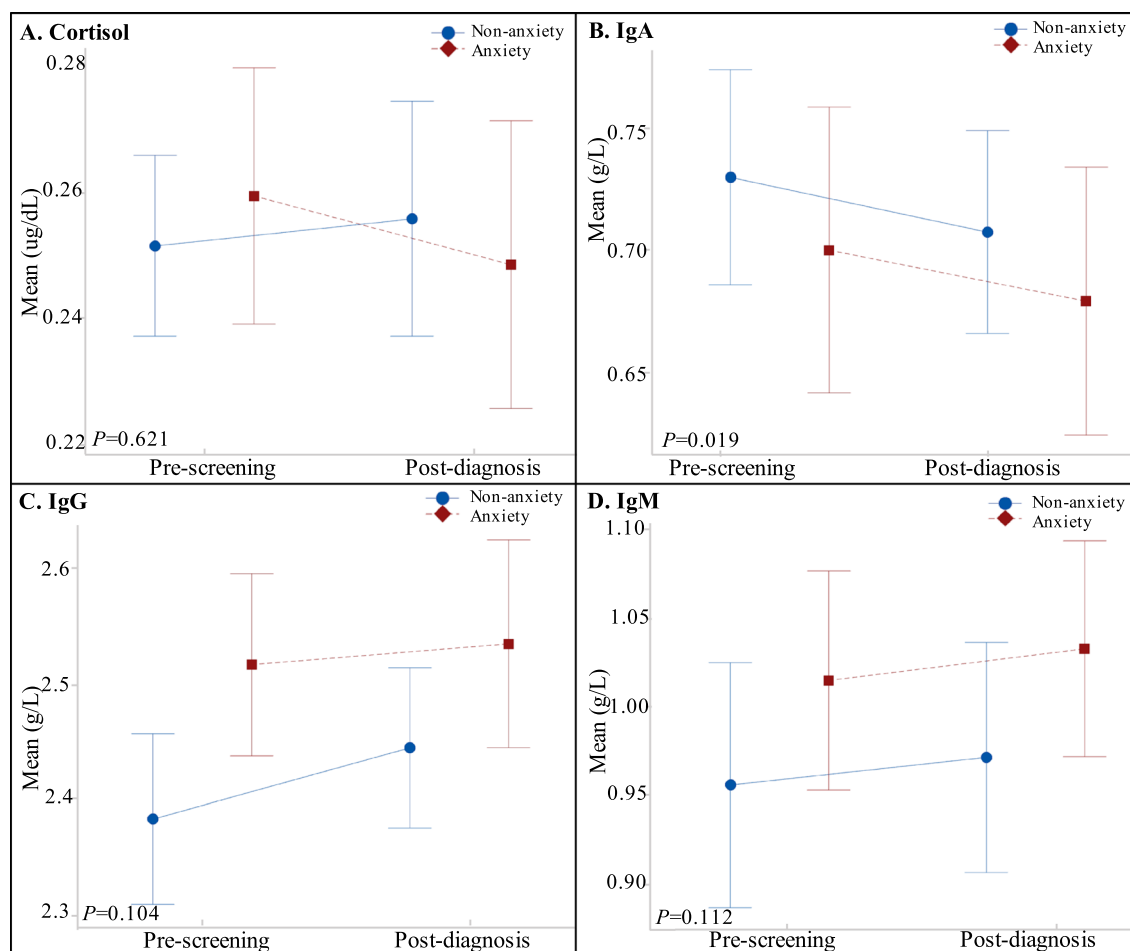 A. Cortisol
Non-anxiety
Anxiety
0.28
0.26
0.24
0.22
Mean (ug/dL)
P=0.621
Pre-screening
Post-diagnosis
B. IgA
Non-anxiety
Anxiety
0.75
0.70
0.65
Mean (g/L)
P=0.019
Pre-screening
Post-diagnosis
C. IgG
Non-anxiety
Anxiety
2.6
2.5
2.4
2.3
Mean (g/L)
P=0.104
Pre-screening
Post-diagnosis
D. IgM
Non-anxiety
Anxiety
1.10
1.05
1.00
0.95
0.90
Mean (g/L)
P=0.112
Pre-screening
Post-diagnosis